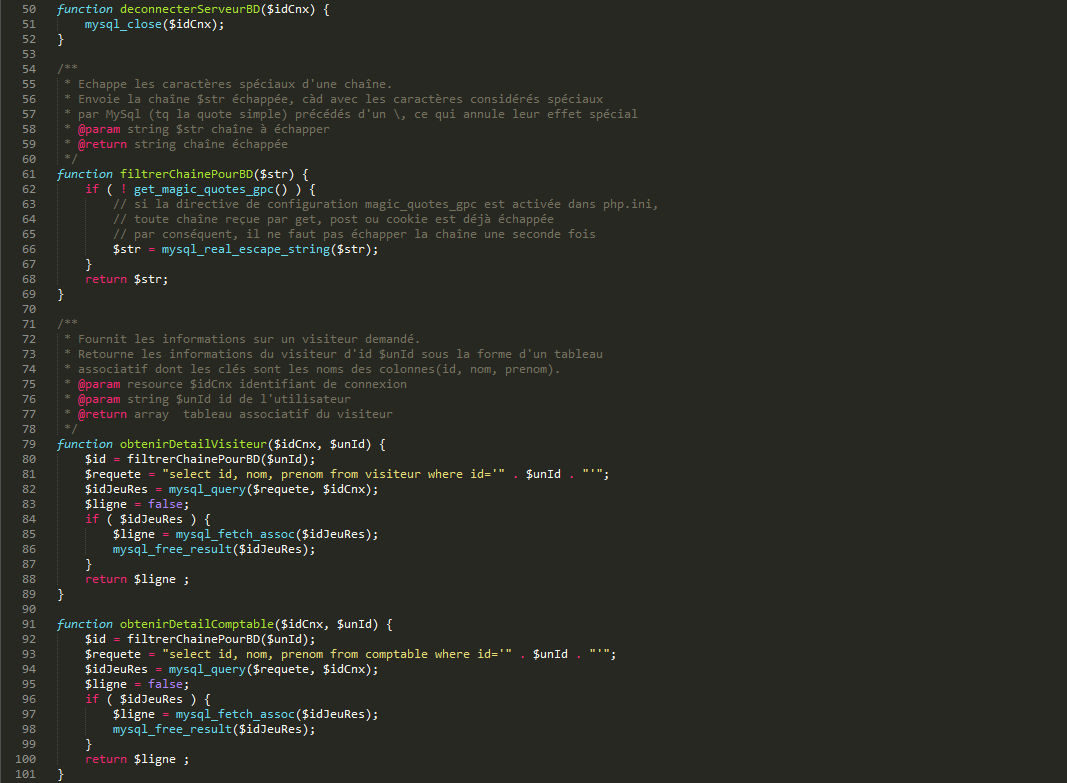 50 function deconnecterServeurBD($idCnx) {
51     mysql_close($idCnx);
52 }
53
54 /**
55  * Echappe les caractères spéciaux d'une chaîne.
56  * Envoie la chaîne $str échappée, càd avec les caractères considérés spéciaux
57  * par MySql (tq la quote simple) précédés d'un \, ce qui annule leur effet spécial
58  * @param string $str chaîne à échapper
59  * @return string chaîne échappée
60  */
61 function filtrerChainePourBD($str) {
62     if ( ! get_magic_quotes_gpc() ) {
63         // si la directive de configuration magic_quotes_gpc est activée dans php.ini,
64         // toute chaîne reçue par get, post ou cookie est déjà échappée
65         // par conséquent, il ne faut pas échapper la chaîne une seconde fois
66         $str = mysql_real_escape_string($str);
67     }
68     return $str;
69 }
70
71 /**
72  * Fournit les informations sur un visiteur demandé.
73  * Retourne les informations du visiteur d'id $unId sous la forme d'un tableau
74  * associatif dont les clés sont les noms des colonnes(id, nom, prenom).
75  * @param resource $idCnx identifiant de connexion
76  * @param string $unId id de l'utilisateur
77  * @return array  tableau associatif du visiteur
78  */
79 function obtenirDetailVisiteur($idCnx, $unId) {
80     $id = filtrerChainePourBD($unId);
81     $requete = "select id, nom, prenom from visiteur where id='" . $unId . "'";
82     $idJeuRes = mysql_query($requete, $idCnx);
83     $ligne = false;
84     if ( $idJeuRes ) {
85         $ligne = mysql_fetch_assoc($idJeuRes);
86         mysql_free_result($idJeuRes);
87     }
88     return $ligne ;
89 }
90
91 function obtenirDetailComptable($idCnx, $unId) {
92     $id = filtrerChainePourBD($unId);
93     $requete = "select id, nom, prenom from comptable where id='" . $unId . "'";
94     $idJeuRes = mysql_query($requete, $idCnx);
95     $ligne = false;
96     if ( $idJeuRes ) {
97         $ligne = mysql_fetch_assoc($idJeuRes);
98         mysql_free_result($idJeuRes);
99     }
100     return $ligne ;
101 }